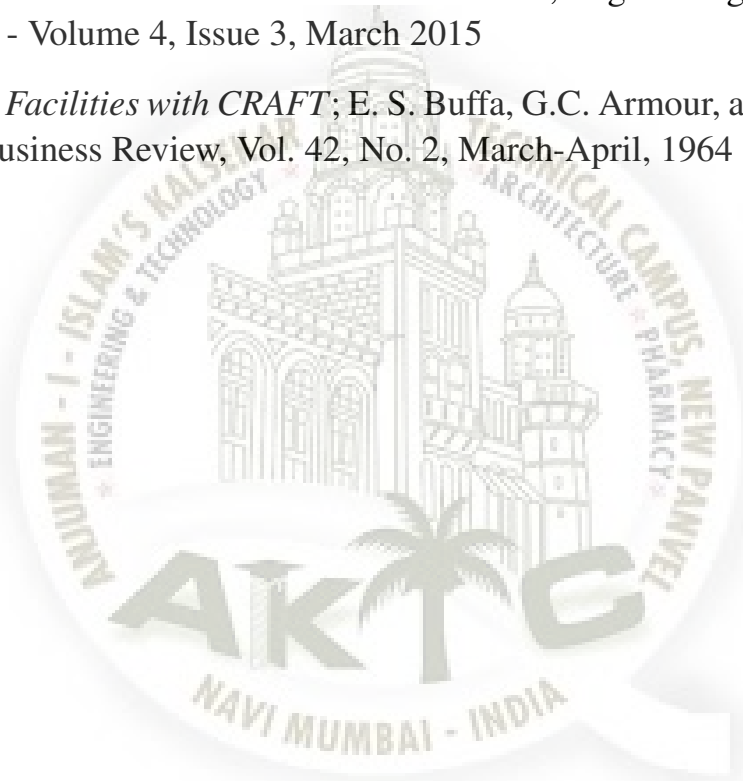 - Volume 4, Issue 3, March 2015
Facilities with CRAFT; E. S. Buffa, G.C. Armour, a
usiness Review, Vol. 42, No. 2, March-April, 1964
ANJUMAN - I - ISLAM'S KALSEKAR TECHNICAL CAMPUS, NEW PANVEL
ENGINEERING & TECHNOLOGY * ARCHITECTURE * PHARMACY *
AKTC
NAVI MUMBAI - INDIA